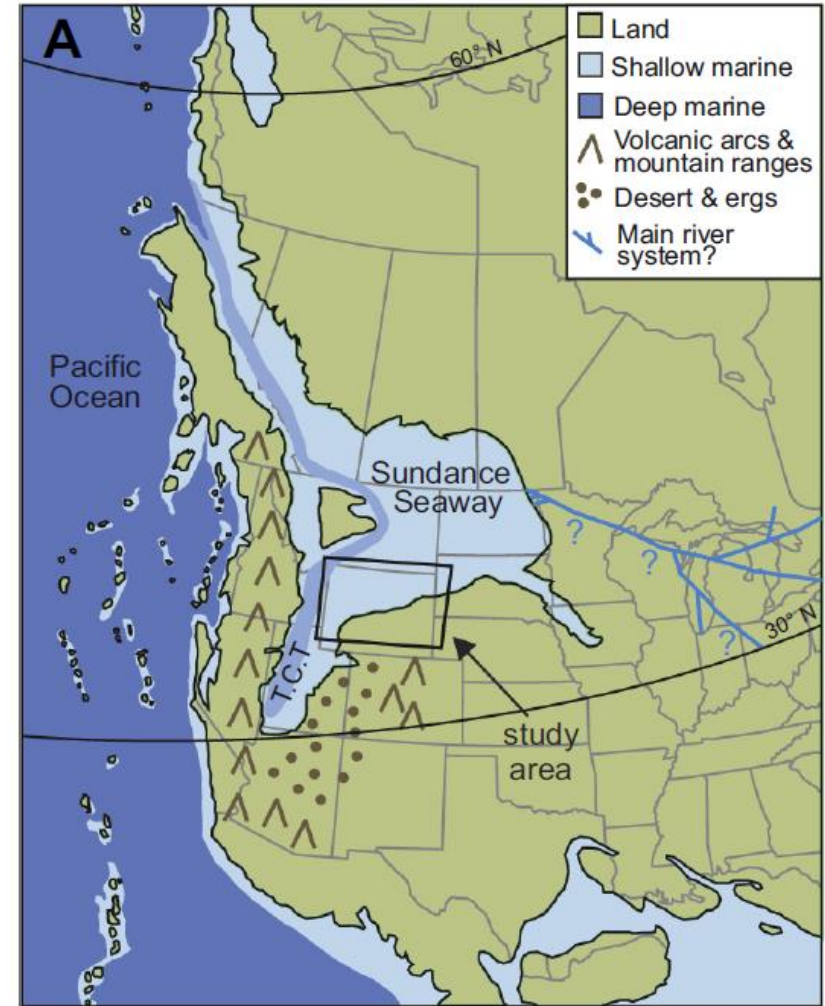 A
60° N
Land
Shallow marine
Deep marine
Volcanic arcs &
mountain ranges
Desert & ergs
Main river
system?
Pacific
Ocean
Sundance
Seaway
?
?
?
30° N
T.C.T
study
area